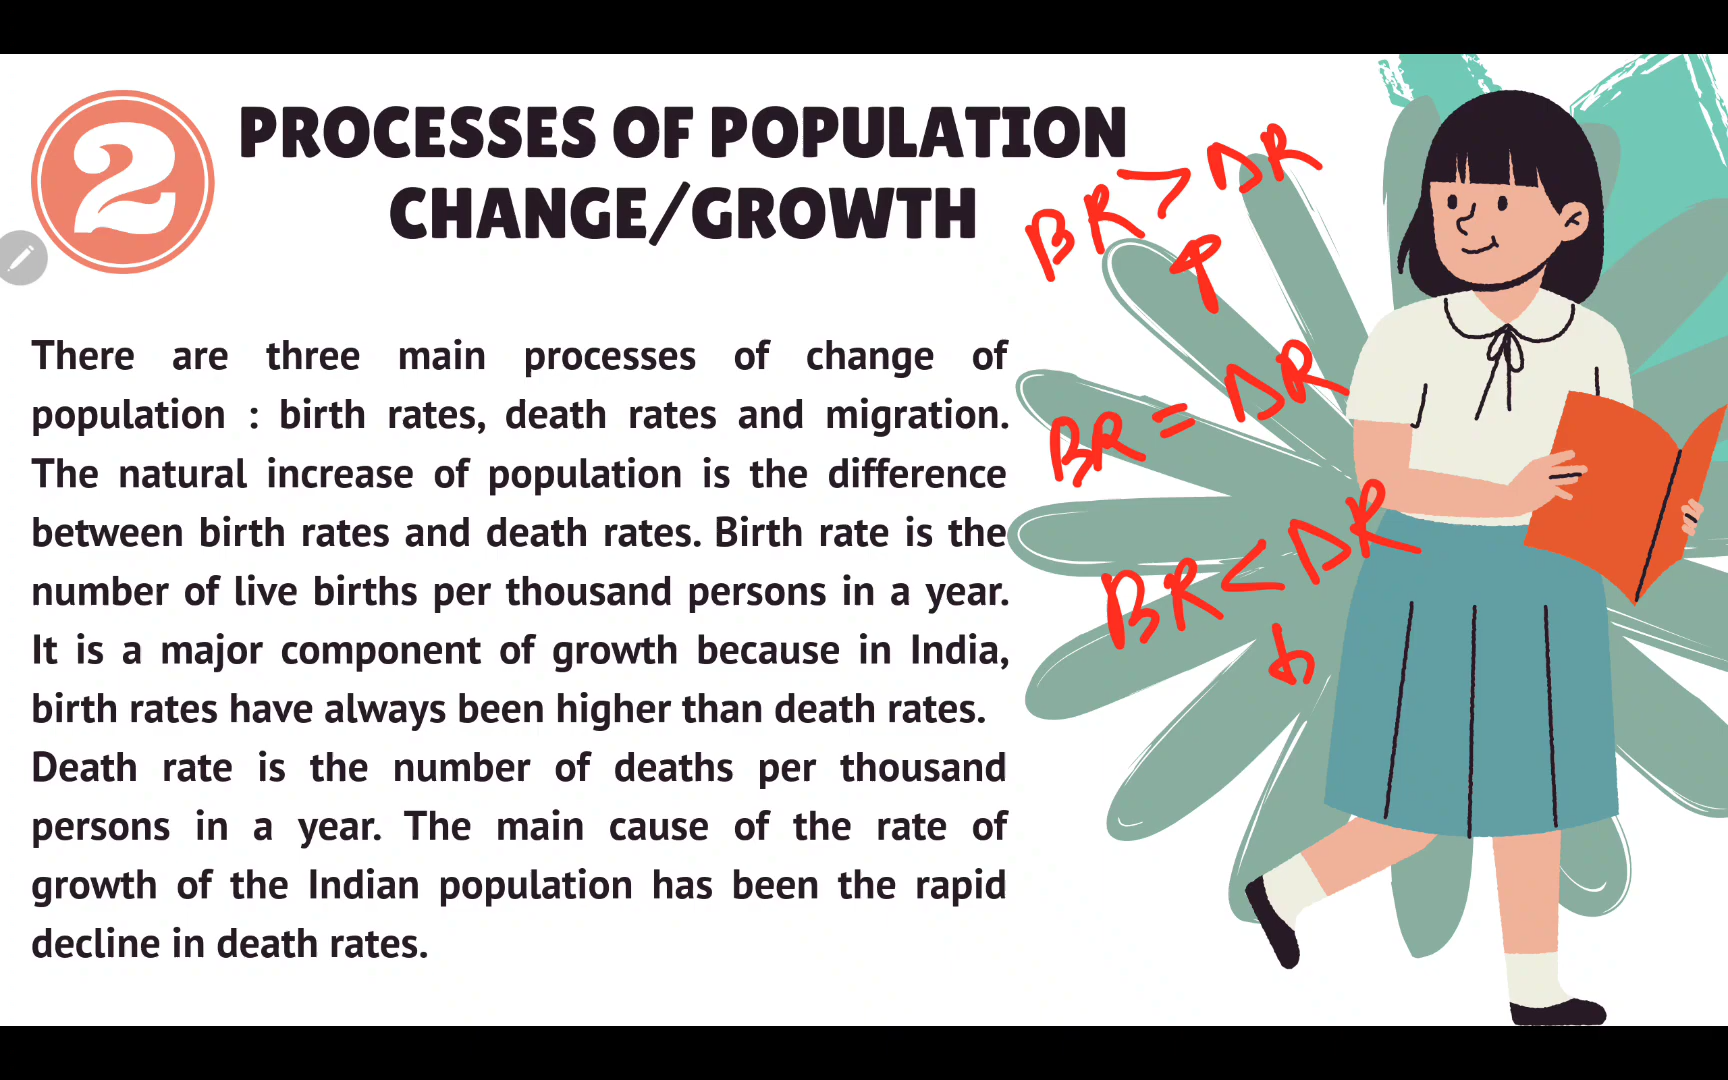 2
PROCESSES OF POPULATION
CHANGE/GROWTH
There are three main processes of change of
population : birth rates, death rates and migration.
The natural increase of population is the difference
between birth rates and death rates. Birth rate is the
number of live births per thousand persons in a year.
It is a major component of growth because in India,
birth rates have always been higher than death rates.
Death rate is the number of deaths per thousand
persons in a year. The main cause of the rate of
growth of the Indian population has been the rapid
decline in death rates.
BR > DR
BR = DR
BR < DR